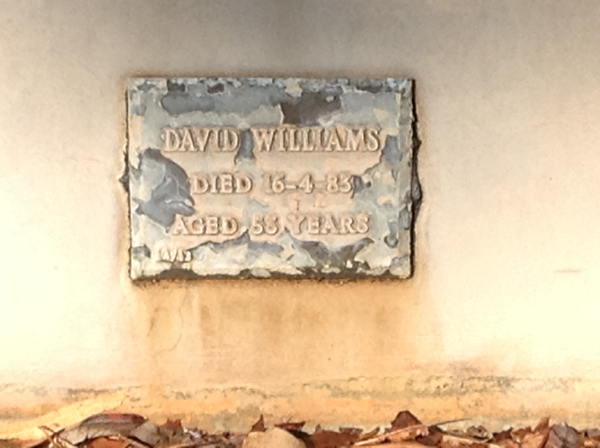 DAVID WILLIAMS
DIED 16-4-83
AGED 53 YEARS